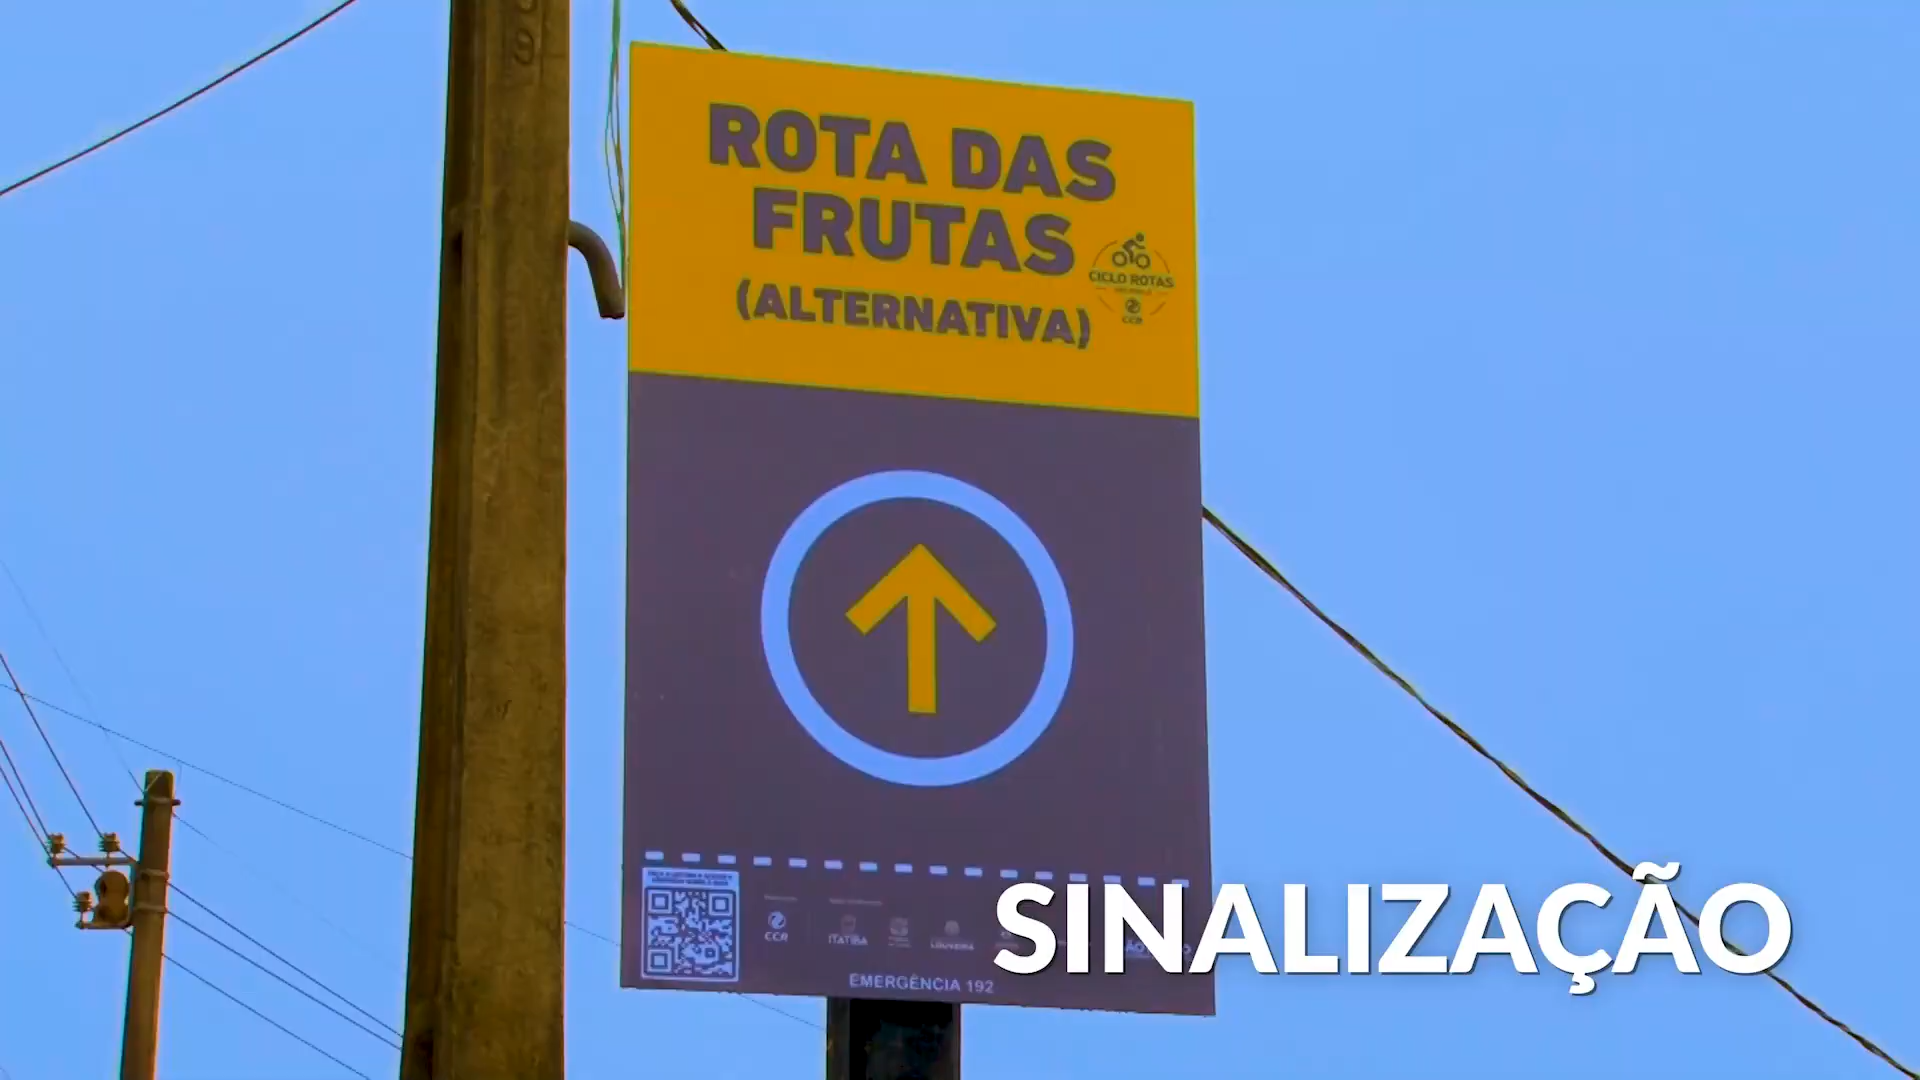 ROTA DAS
FRUTAS
(ALTERNATIVA)
CICLO ROTAS
CCR
CCR
ITATIBA
LOUVEIRA
EMERGÊNCIA 192
SINALIZAÇÃO